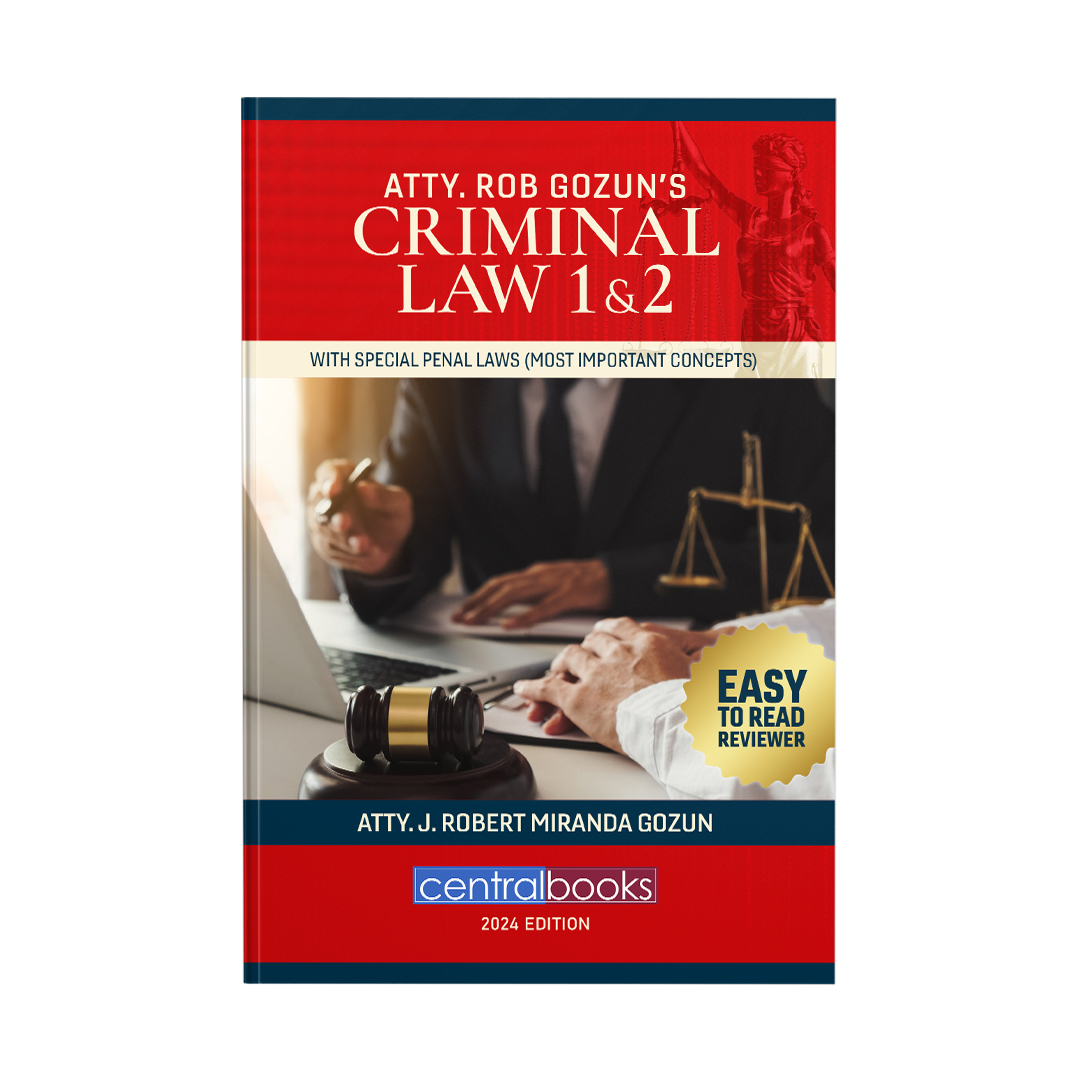 ATTY. ROB GOZUN'S
CRIMINAL
LAW 1 & 2
WITH SPECIAL PENAL LAWS (MOST IMPORTANT CONCEPTS)
EASY
TO READ
REVIEWER
ATTY. J. ROBERT MIRANDA GOZUN
centralbooks
2024 EDITION